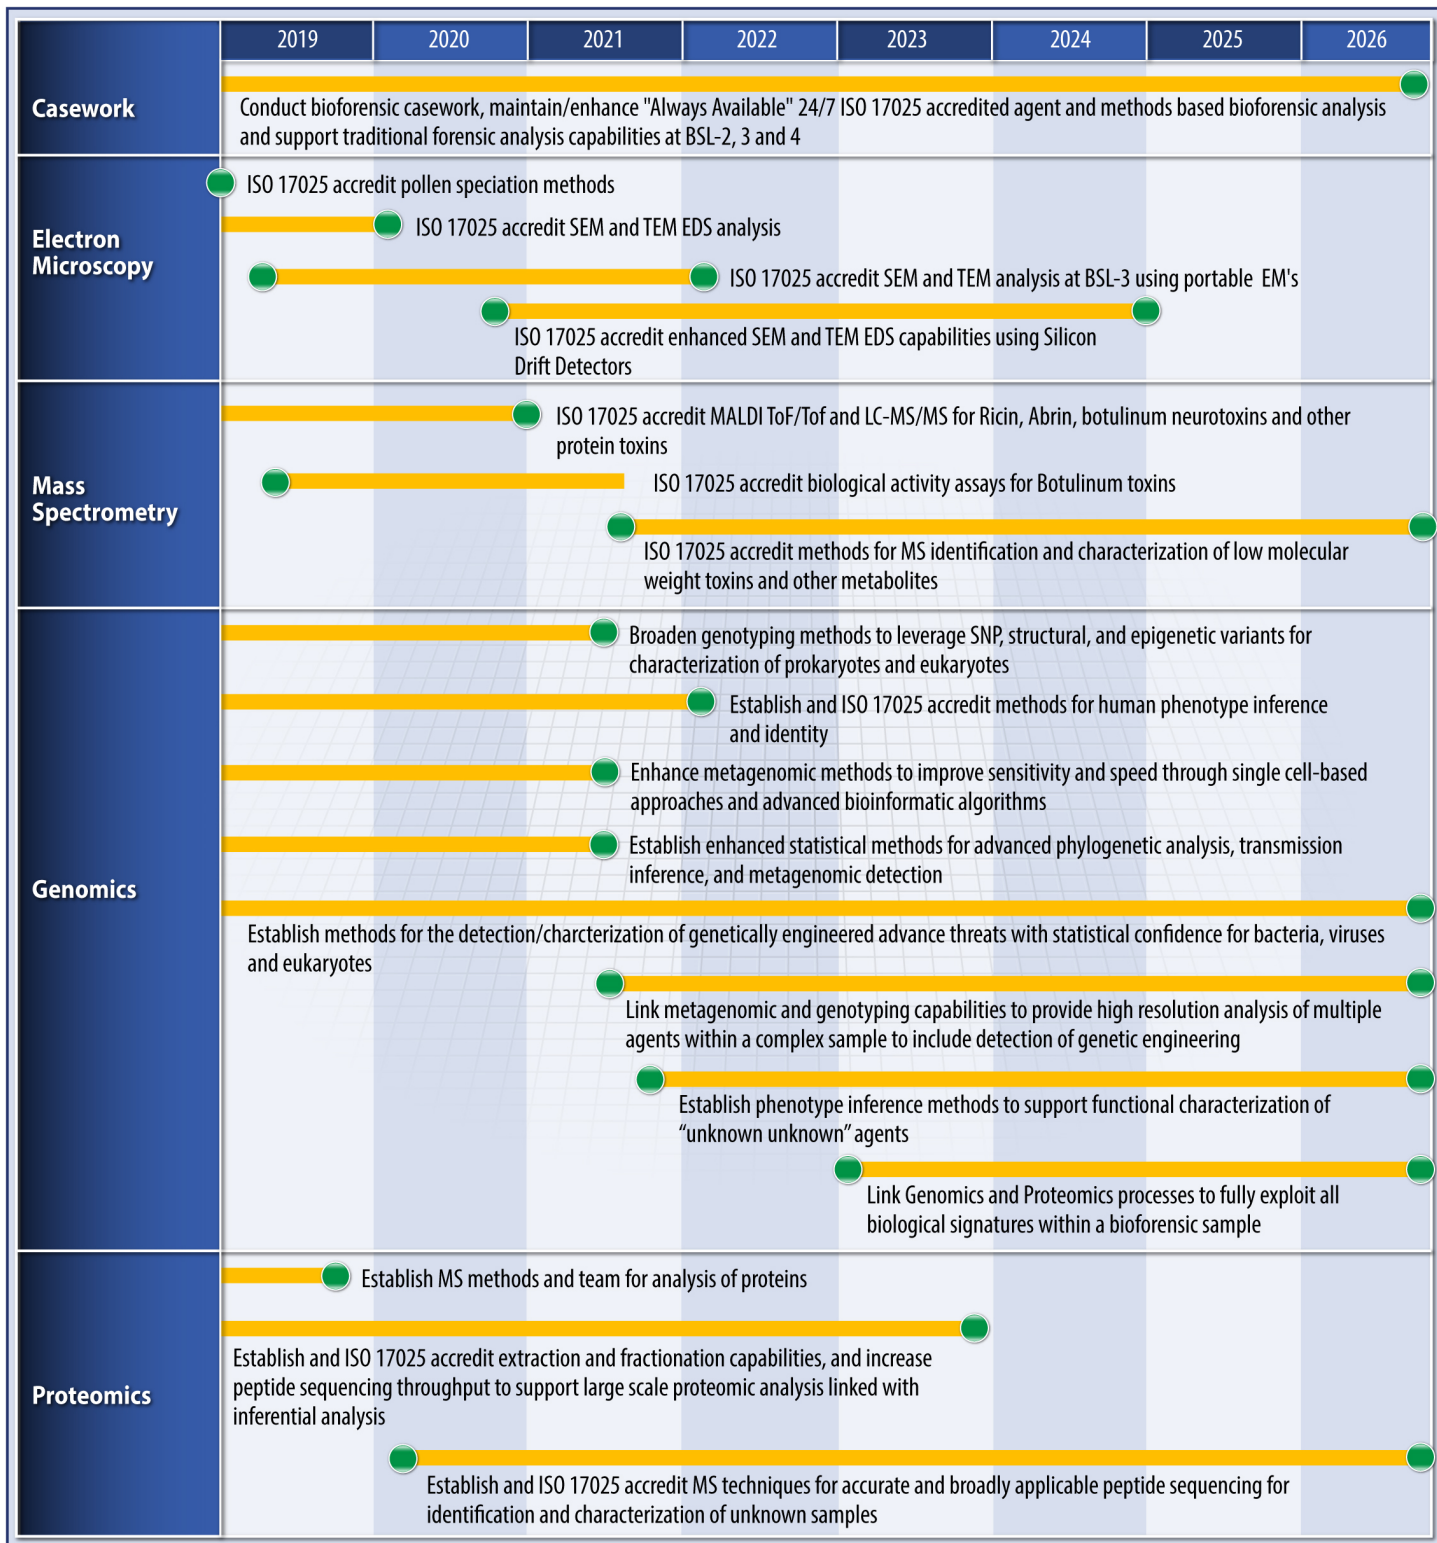 2019 2020 2021 2022 2023 2024 2025 2026
Casework
Conduct bioforensic casework, maintain/enhance "Always Available" 24/7 ISO 17025 accredited agent and methods based bioforensic analysis
and support traditional forensic analysis capabilities at BSL-2, 3 and 4
Electron
Microscopy
ISO 17025 accredit pollen speciation methods
ISO 17025 accredit SEM and TEM EDS analysis
ISO 17025 accredit SEM and TEM analysis at BSL-3 using portable EM's
ISO 17025 accredit enhanced SEM and TEM EDS capabilities using Silicon
Drift Detectors
Mass
Spectrometry
ISO 17025 accredit MALDI ToF/Tof and LC-MS/MS for Ricin, Abrin, botulinum neurotoxins and other
protein toxins
ISO 17025 accredit biological activity assays for Botulinum toxins
ISO 17025 accredit methods for MS identification and characterization of low molecular
weight toxins and other metabolites
Genomics
Broaden genotyping methods to leverage SNP, structural, and epigenetic variants for
characterization of prokaryotes and eukaryotes
Establish and ISO 17025 accredit methods for human phenotype inference
and identity
Enhance metagenomic methods to improve sensitivity and speed through single cell-based
approaches and advanced bioinformatic algorithms
Establish enhanced statistical methods for advanced phylogenetic analysis, transmission
inference, and metagenomic detection
Establish methods for the detection/charcterization of genetically engineered advance threats with statistical confidence for bacteria, viruses
and eukaryotes
Link metagenomic and genotyping capabilities to provide high resolution analysis of multiple
agents within a complex sample to include detection of genetic engineering
Establish phenotype inference methods to support functional characterization of
“unknown unknown” agents
Link Genomics and Proteomics processes to fully exploit all
biological signatures within a bioforensic sample
Proteomics
Establish MS methods and team for analysis of proteins
Establish and ISO 17025 accredit extraction and fractionation capabilities, and increase
peptide sequencing throughput to support large scale proteomic analysis linked with
inferential analysis
Establish and ISO 17025 accredit MS techniques for accurate and broadly applicable peptide sequencing for
identification and characterization of unknown samples